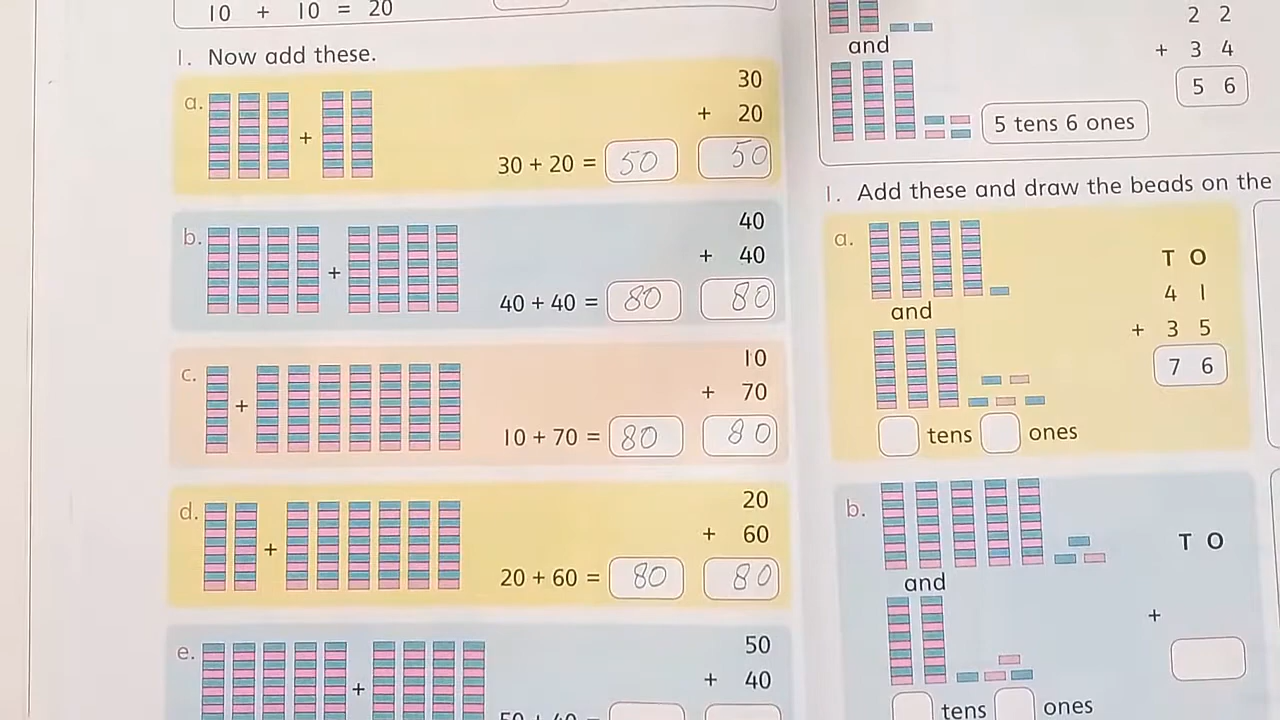 10 + 10 = 20
1. Now add these.
a.
+
30
+ 20
30 + 20 = 50
50
b.
+
40
+ 40
40 + 40 = 80
80
c.
+
10
+ 70
10 + 70 = 80
80
d.
+
20
+ 60
20 + 60 = 80
80
e.
+
50
+ 40
50 + 40 =
and
2 2
+ 3 4
5 6
5 tens 6 ones
1. Add these and draw the beads on the
a.
and
T O
4 1
+ 3 5
7 6
tens ones
b.
and
T O
+
tens ones